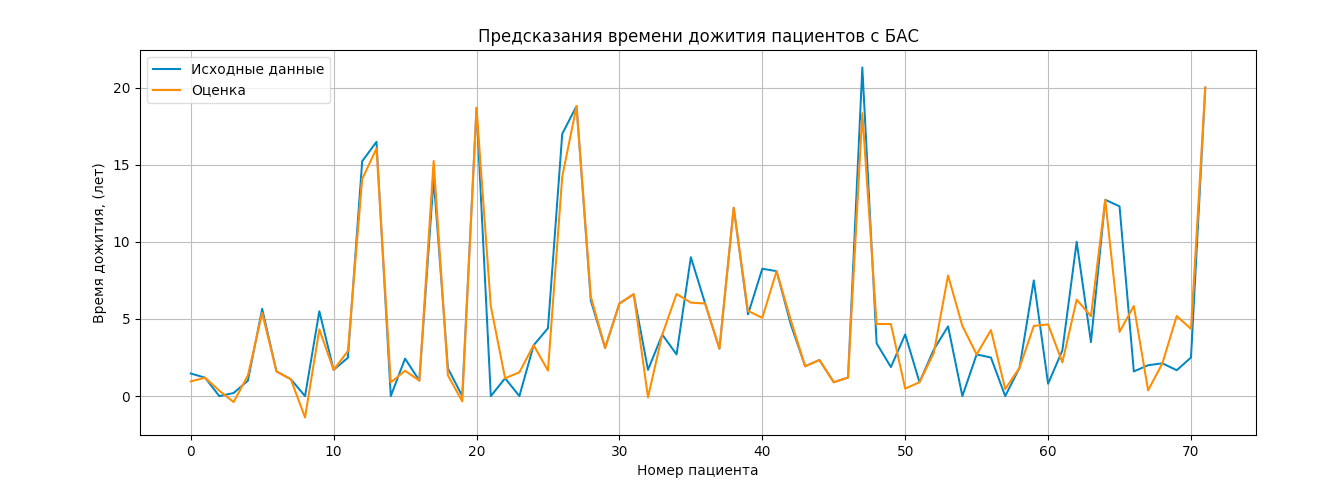 Предсказания времени дожития пациентов с БАС
Исходные данные
Оценка
Время дожития, (лет)
20
15
10
5
0
0 10 20 30 40 50 60 70
Номер пациента